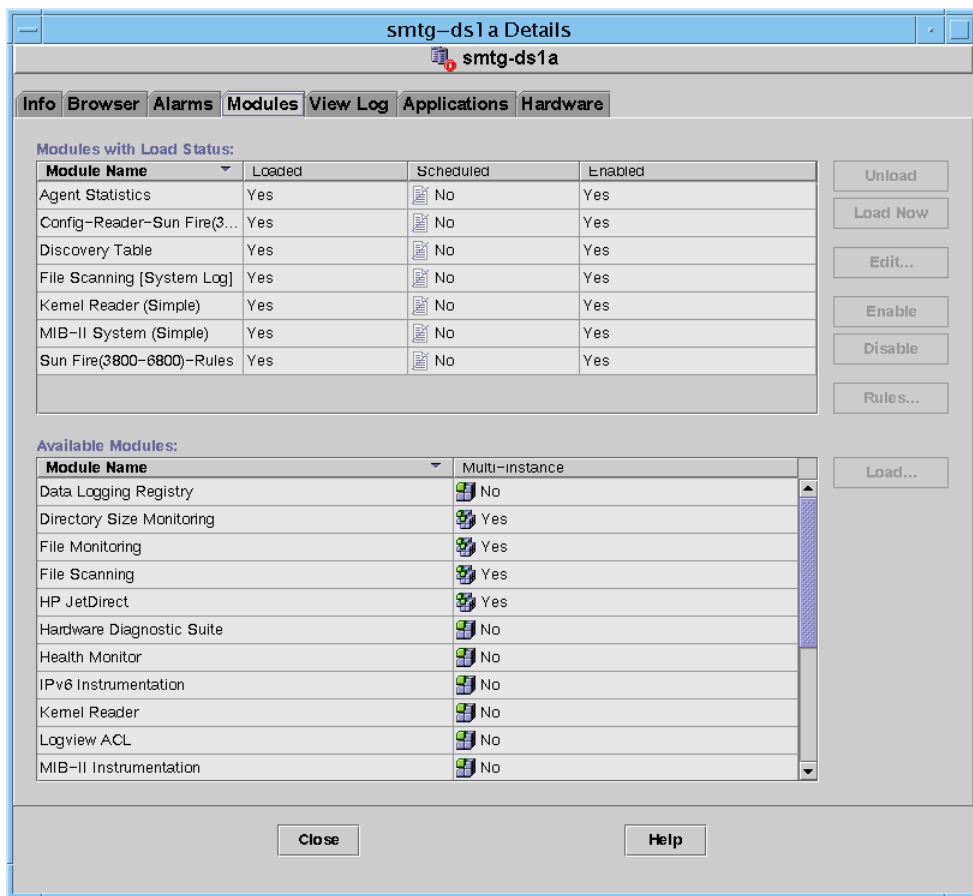 smtg-ds1a Details
smtg-ds1a
Info Browser Alarms Modules View Log Applications Hardware
Modules with Load Status:
Module Name Loaded Scheduled Enabled
Agent Statistics Yes No Yes
Config-Reader-Sun Fire(3... Yes No Yes
Discovery Table Yes No Yes
File Scanning [System Log] Yes No Yes
Kernel Reader (Simple) Yes No Yes
MIB-II System (Simple) Yes No Yes
Sun Fire(3800-6800)-Rules Yes No Yes
Unload
Load Now
Edit...
Enable
Disable
Rules...
Available Modules:
Module Name Multi-instance
Data Logging Registry No
Directory Size Monitoring Yes
File Monitoring Yes
File Scanning Yes
HP JetDirect Yes
Hardware Diagnostic Suite No
Health Monitor No
IPv6 Instrumentation No
Kernel Reader No
Logview ACL No
MIB-II Instrumentation No
Load...
Close Help